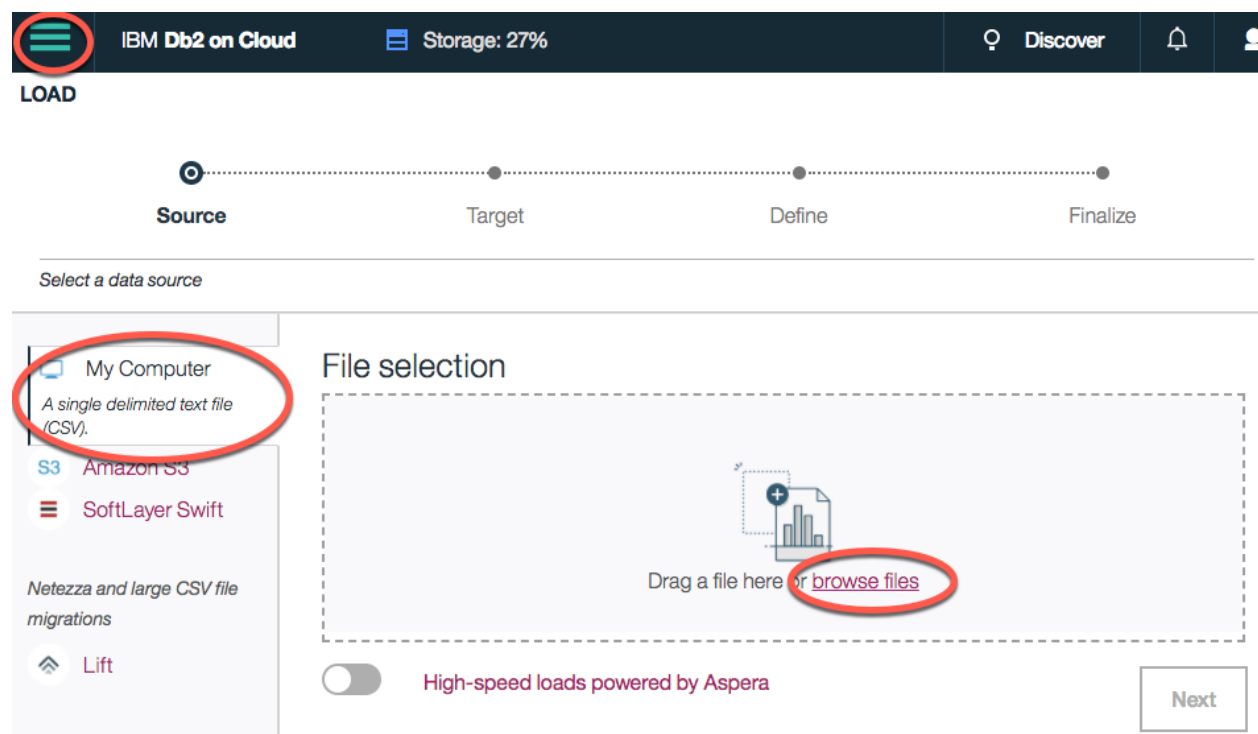 IBM Db2 on Cloud
Storage: 27%
Discover
LOAD
Source
Target
Define
Finalize
Select a data source
My Computer
A single delimited text file
(CSV).
S3 Amazon S3
SoftLayer Swift
Netezza and large CSV file
migrations
Lift
File selection
Drag a file here or browse files
High-speed loads powered by Aspera
Next